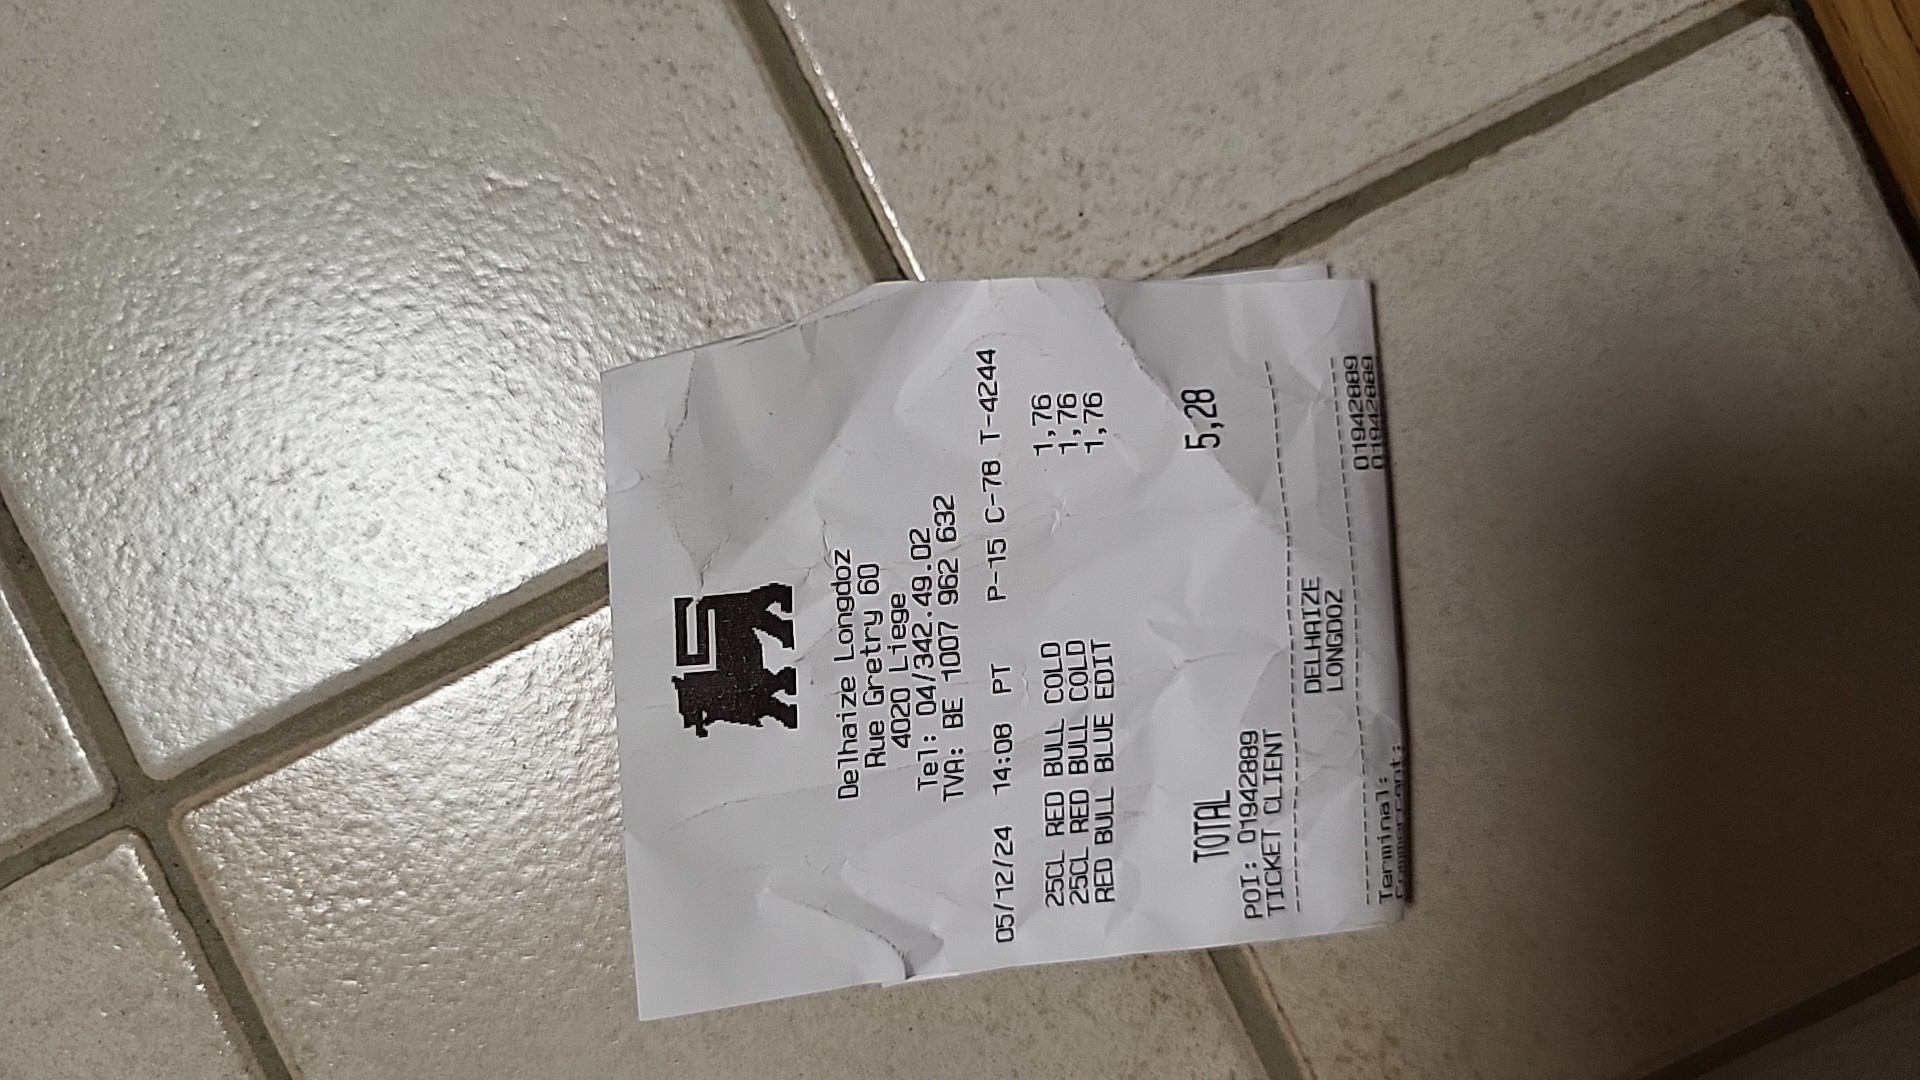 Delhaize Longdoz
Rue Gretry 60
4020 Liege
Tel: 04/342.49.02
TVA: BE 1007 962 632
05/12/24 14:08 PT P-15 C-78 T-4244
25CL RED BULL COLD 1,76
25CL RED BULL COLD 1,76
RED BULL BLUE EDIT 1,76
TOTAL 5,28
POI: 01942889
TICKET CLIENT
DELHAIZE
LONGDOZ
Terminal: 01942889
Commercant: 01942889